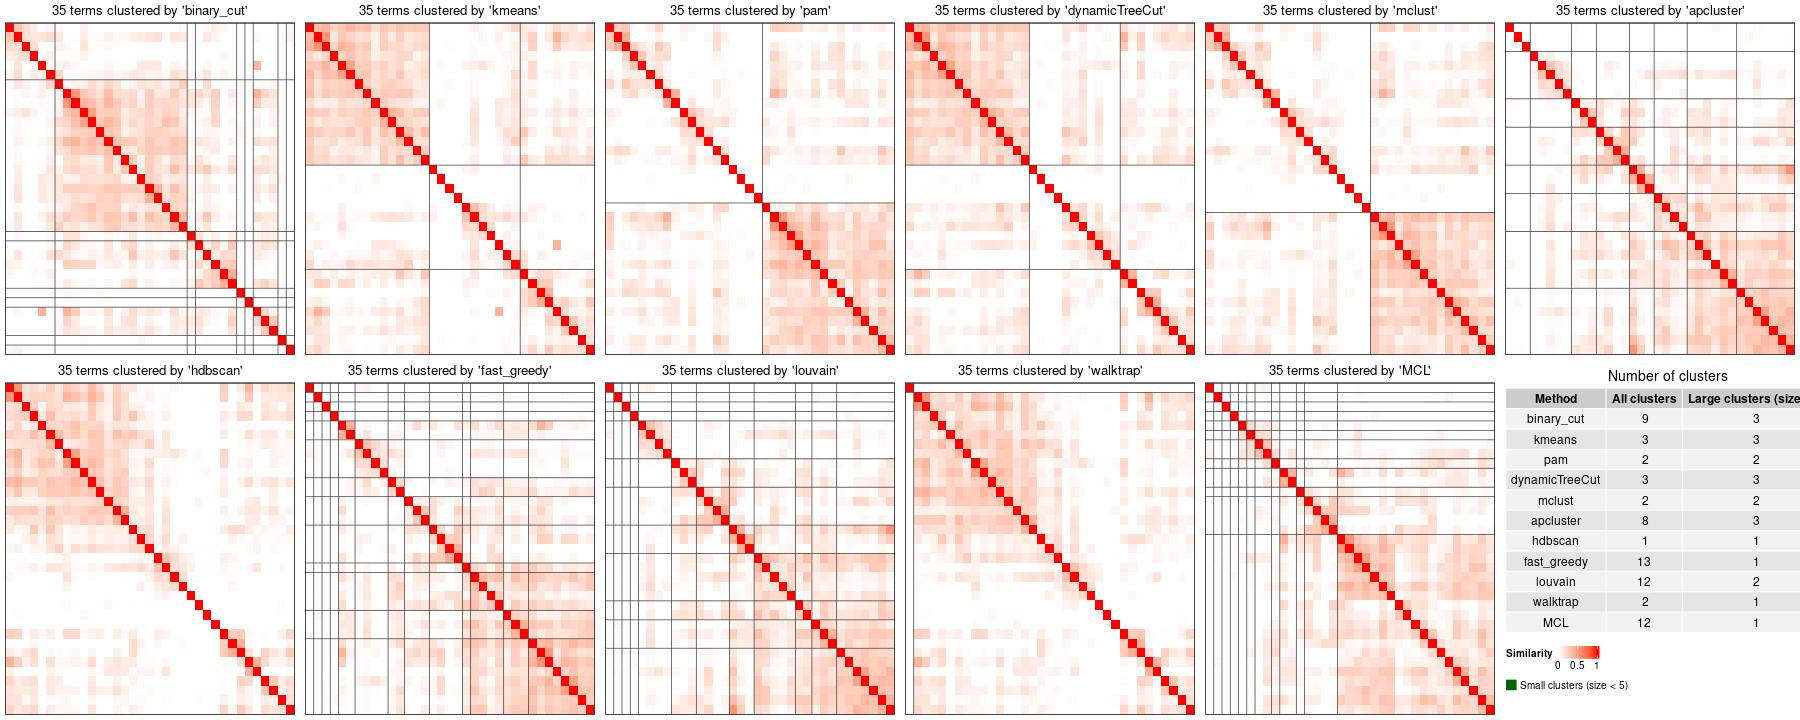 35 terms clustered by 'binary_cut'
35 terms clustered by 'kmeans'
35 terms clustered by 'pam'
35 terms clustered by 'dynamicTreeCut'
35 terms clustered by 'mclust'
35 terms clustered by 'apcluster'
35 terms clustered by 'hdbscan'
35 terms clustered by 'fast_greedy'
35 terms clustered by 'louvain'
35 terms clustered by 'walktrap'
35 terms clustered by 'MCL'
Number of clusters
Method All clusters Large clusters (size
binary_cut 9 3
kmeans 3 3
pam 2 2
dynamicTreeCut 3 3
mclust 2 2
apcluster 8 3
hdbscan 1 1
fast_greedy 13 1
louvain 12 2
walktrap 2 1
MCL 12 1
Similarity
0 0.5 1
Small clusters (size < 5)